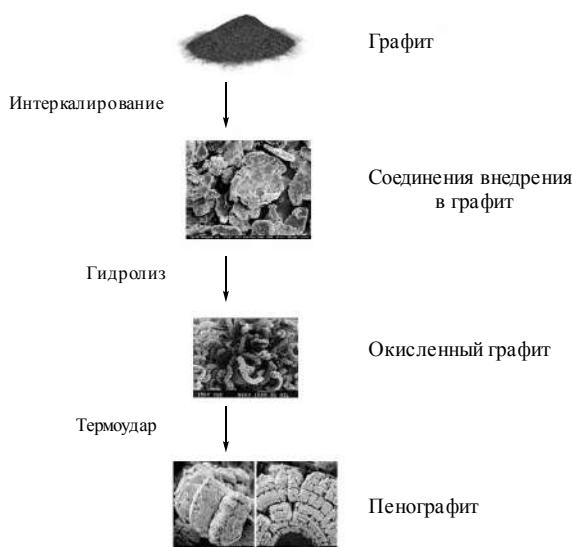 Графит
Интеркалирование
Соединения внедрения
в графит
Гидролиз
Окисленный графит
Термоудар
Пенографит